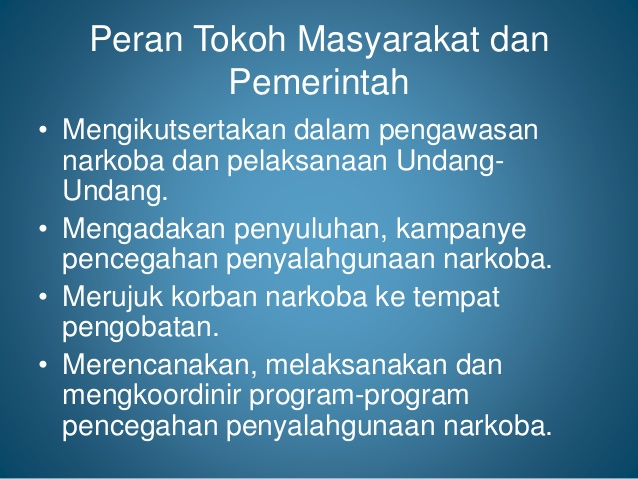 Peran Tokoh Masyarakat dan
Pemerintah
• Mengikutsertakan dalam pengawasan
narkoba dan pelaksanaan Undang-
Undang.
• Mengadakan penyuluhan, kampanye
pencegahan penyalahgunaan narkoba.
• Merujuk korban narkoba ke tempat
pengobatan.
• Merencanakan, melaksanakan dan
mengkoordinir program-program
pencegahan penyalahgunaan narkoba.